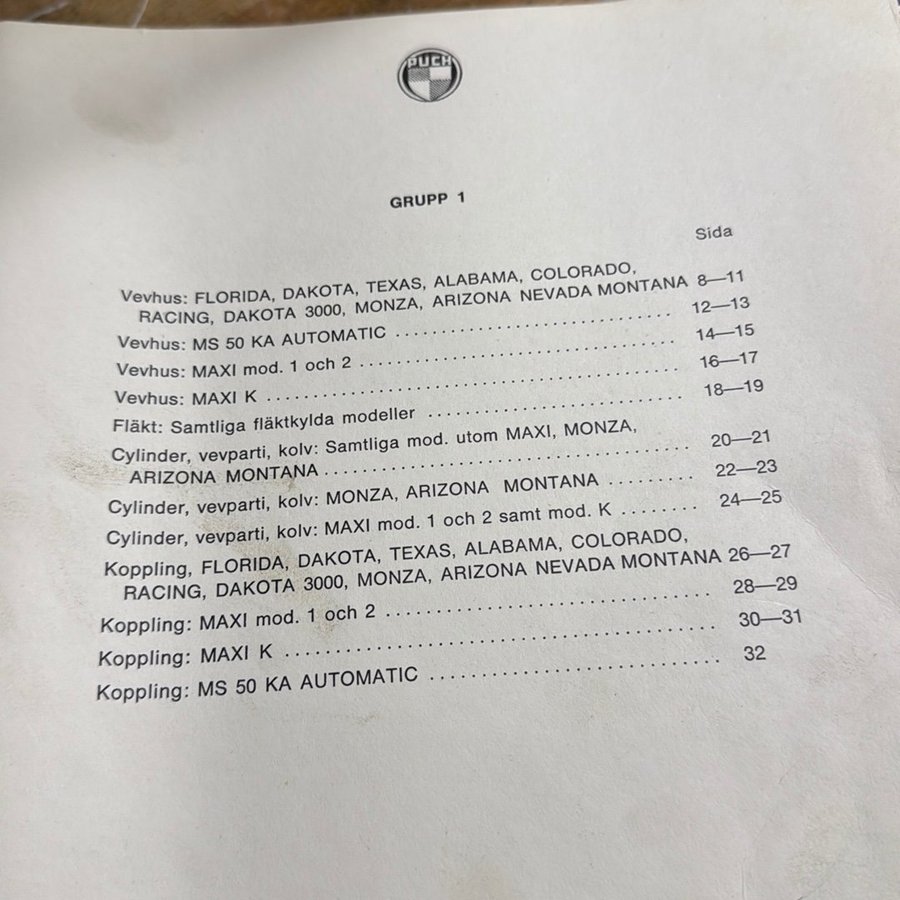 PUCH
GRUPP 1
Sida
Vevhus: FLORIDA, DAKOTA, TEXAS, ALABAMA, COLORADO,
RACING, DAKOTA 3000, MONZA, ARIZONA NEVADA MONTANA 8—11
Vevhus: MS 50 KA AUTOMATIC ............................ 12—13
Vevhus: MAXI mod. 1 och 2 ................................ 14—15
Vevhus: MAXI K .......................................... 16—17
Fläkt: Samtliga fläktkylda modeller .......................... 18—19
Cylinder, vevparti, kolv: Samtliga mod. utom MAXI, MONZA,
ARIZONA MONTANA ..................................... 20—21
Cylinder, vevparti, kolv: MONZA, ARIZONA MONTANA ......... 22—23
Cylinder, vevparti, kolv: MAXI mod. 1 och 2 samt mod. K ........ 24—25
Koppling, FLORIDA, DAKOTA, TEXAS, ALABAMA, COLORADO,
RACING, DAKOTA 3000, MONZA, ARIZONA NEVADA MONTANA 26—27
Koppling: MAXI mod. 1 och 2 ................................ 28—29
Koppling: MAXI K .......................................... 30—31
Koppling: MS 50 KA AUTOMATIC ............................ 32